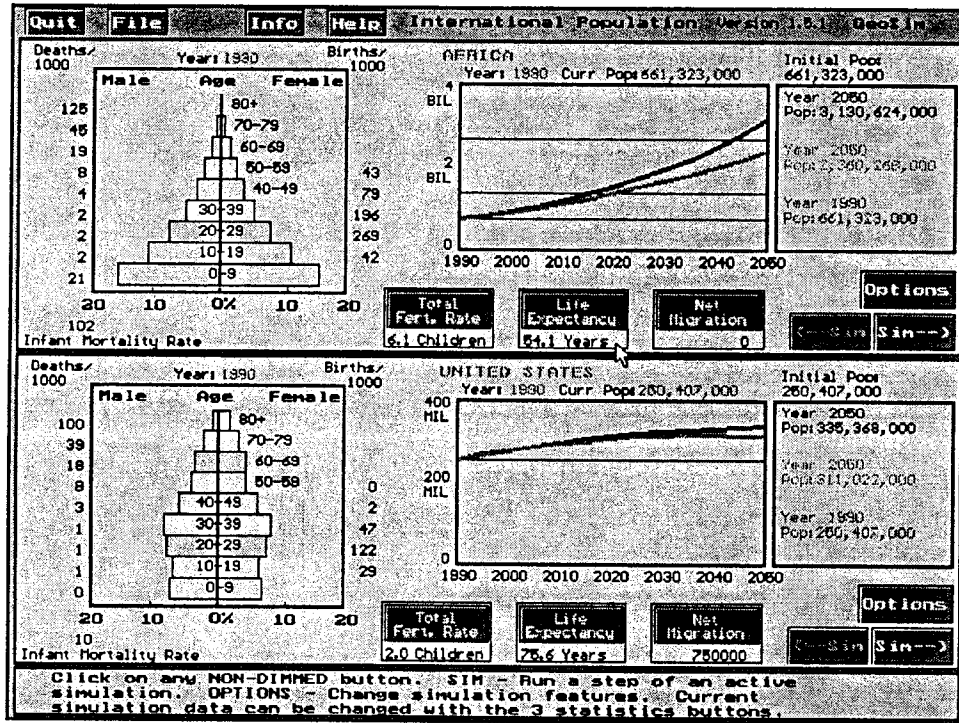 Quit File Info Help International Population Version 1.5.1 GeoSim
Deaths/
1000
Year: 1990
Births/
1000
Male Age Female
80+
125
70-79
45
60-69
19
50-59
8
43
40-49
4
79
30-39
2
196
20-29
2
269
10-19
2
42
0-9
21
20 10 0% 10 20
102
Infant Mortality Rate
AFRICA
Year: 1990 Curr Pop: 661,323,000
4
BIL
2
BIL
0
1990 2000 2010 2020 2030 2040 2050
Initial Pop:
661,323,000
Year 2050
Pop: 3,130,624,000
Year 2050
Year 1990
Pop: 661,323,000
Total
Fert. Rate
6.1 Children
Life
Expectancy
54.1 Years
Net
Migration
0
Options
<--Sim Sim-->
Deaths/
1000
Year: 1990
Births/
1000
Male Age Female
80+
100
70-79
39
60-69
18
50-59
8
0
40-49
3
2
30-39
1
47
20-29
1
122
10-19
1
29
0-9
0
20 10 0% 10 20
10
Infant Mortality Rate
UNITED STATES
Year: 1990 Curr Pop: 250,407,000
400
MIL
200
MIL
0
1990 2000 2010 2020 2030 2040 2050
Initial Pop:
250,407,000
Year 2050
Pop: 335,368,000
Year 2050
Pop: 311,022,000
Year 1990
Pop: 250,407,000
Total
Fert. Rate
2.0 Children
Life
Expectancy
75.6 Years
Net
Migration
750000
Options
<--Sim Sim-->
Click on any NON-DIMMED button. SIM - Run a step of an active
simulation. OPTIONS - Change simulation features. Current
simulation data can be changed with the 3 statistics buttons.